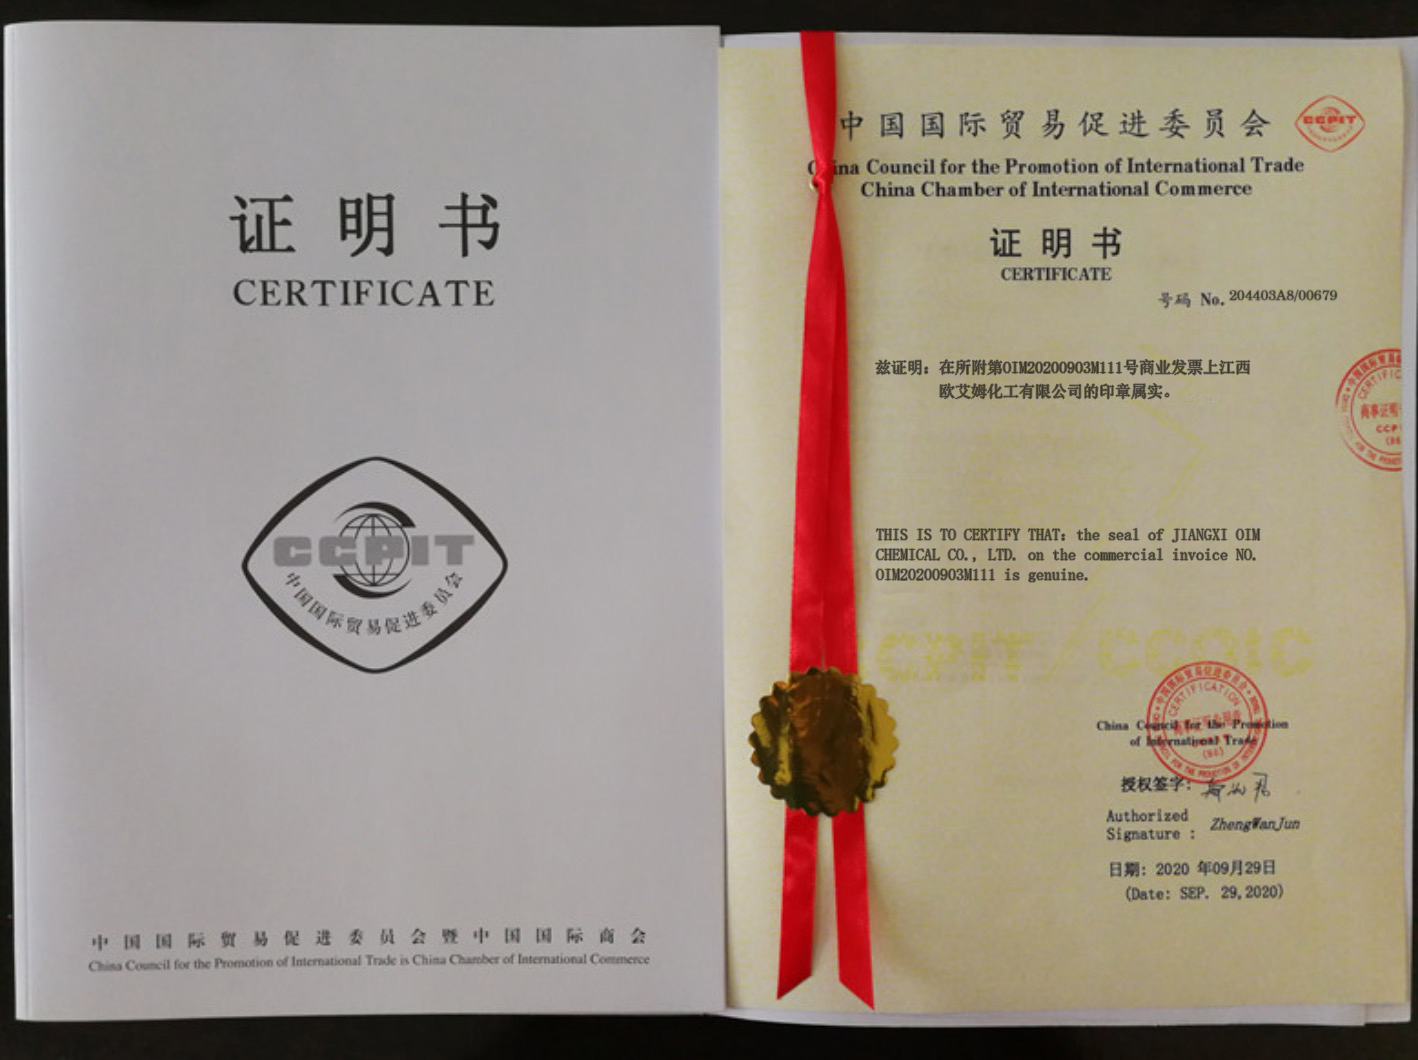 证明书
CERTIFICATE
CCPIT
中国国际贸易促进委员会
中国国际贸易促进委员会暨中国国际商会
China Council for the Promotion of International Trade is China Chamber of International Commerce
中国国际贸易促进委员会
CCPIT
China Council for the Promotion of International Trade
China Chamber of International Commerce
证明书
CERTIFICATE
号码 No. 204403A8/00679
兹证明：在所附第OIM20200903M111号商业发票上江西
欧艾姆化工有限公司的印章属实。
商事证明
THIS IS TO CERTIFY THAT: the seal of JIANGXI OIM
CHEMICAL CO., LTD. on the commercial invoice NO.
OIM20200903M111 is genuine.
CCPIT / CCOIC
CERTIFICATION
China Council for the Promotion
of International Trade
(96)
授权签字:
Authorized
Signature :
ZhengWanJun
日期: 2020 年09月29日
(Date: SEP. 29,2020)